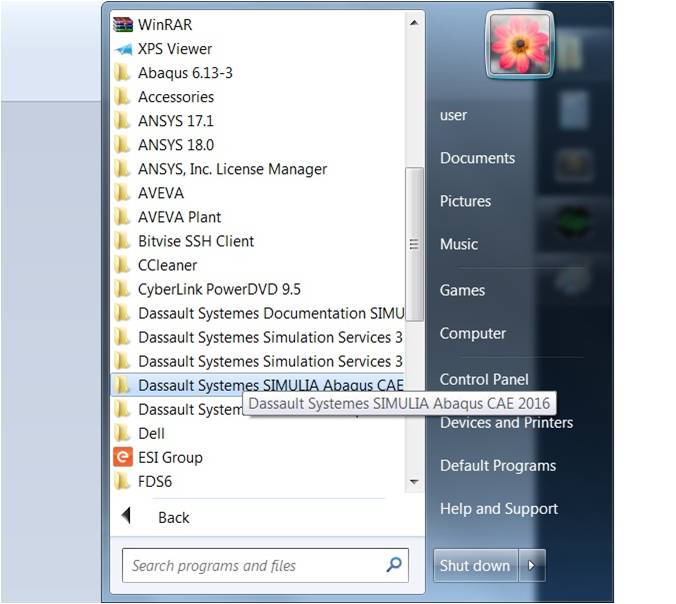 WinRAR
XPS Viewer
Abaqus 6.13-3
Accessories
ANSYS 17.1
ANSYS 18.0
ANSYS, Inc. License Manager
AVEVA
AVEVA Plant
Bitvise SSH Client
CCleaner
CyberLink PowerDVD 9.5
Dassault Systemes Documentation SIMU
Dassault Systemes Simulation Services 3
Dassault Systemes Simulation Services 3
Dassault Systemes SIMULIA Abaqus CAE
Dassault Systemes SIMULIA Abaqus CAE 2016
Dassault System
Dell
ESI Group
FDS6
Back
Search programs and files
user
Documents
Pictures
Music
Games
Computer
Control Panel
Devices and Printers
Default Programs
Help and Support
Shut down